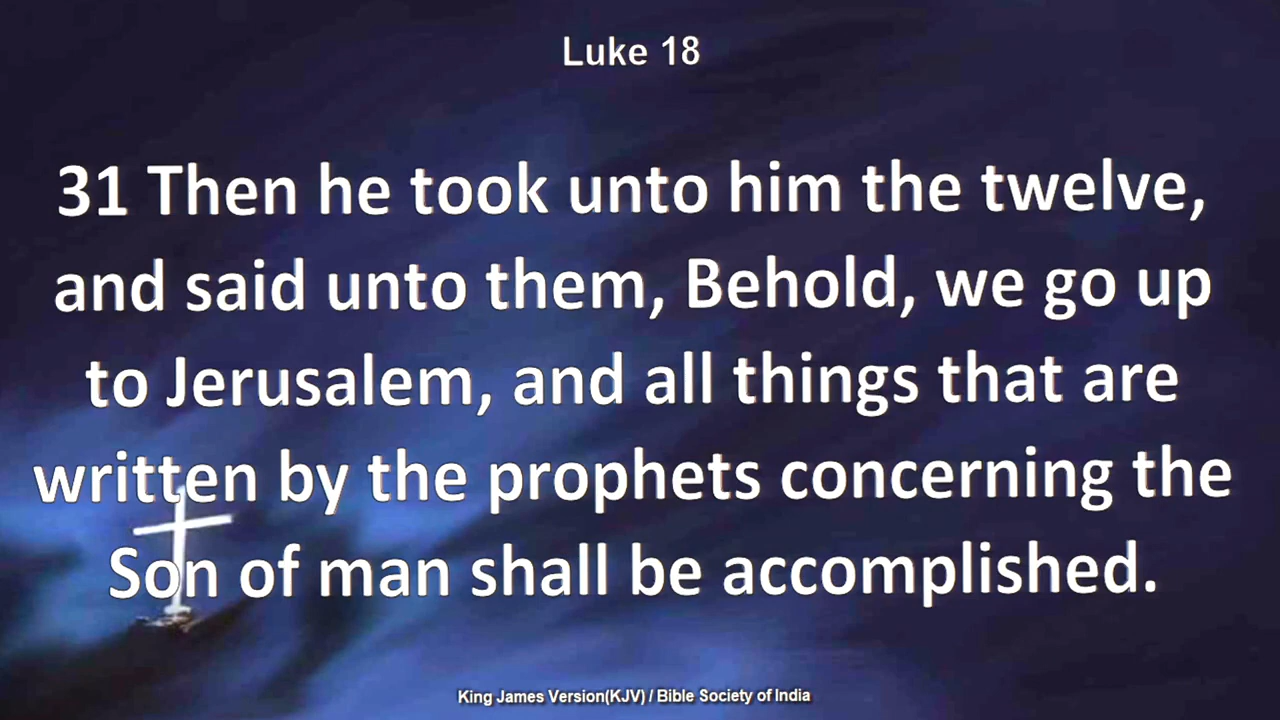 Luke 18
31 Then he took unto him the twelve,
and said unto them, Behold, we go up
to Jerusalem, and all things that are
written by the prophets concerning the
Son of man shall be accomplished.
King James Version(KJV) / Bible Society of India